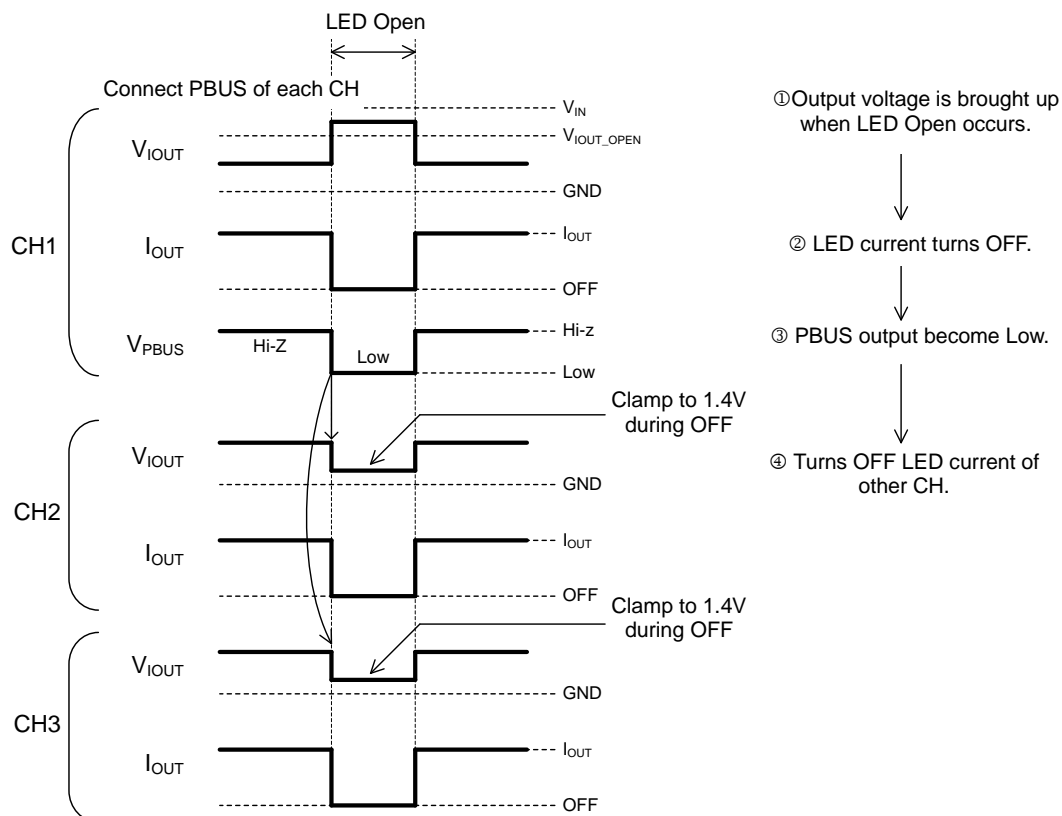 LED Open
Connect PBUS of each CH
CH1
V_IOUT
V_IN
V_IOUT_OPEN
GND
I_OUT
I_OUT
OFF
V_PBUS
Hi-Z
Low
Hi-z
Low
CH2
V_IOUT
Clamp to 1.4V
during OFF
GND
I_OUT
I_OUT
OFF
CH3
V_IOUT
Clamp to 1.4V
during OFF
GND
I_OUT
I_OUT
OFF
①Output voltage is brought up
when LED Open occurs.
② LED current turns OFF.
③ PBUS output become Low.
④ Turns OFF LED current of
other CH.